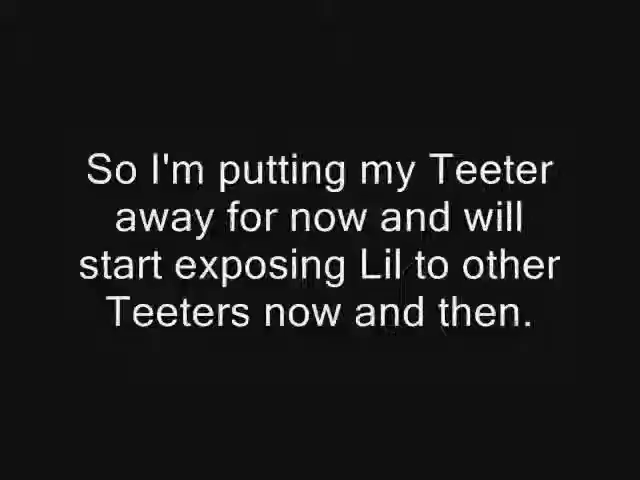 So I'm putting my Teeter
away for now and will
start exposing Lil to other
Teeters now and then.